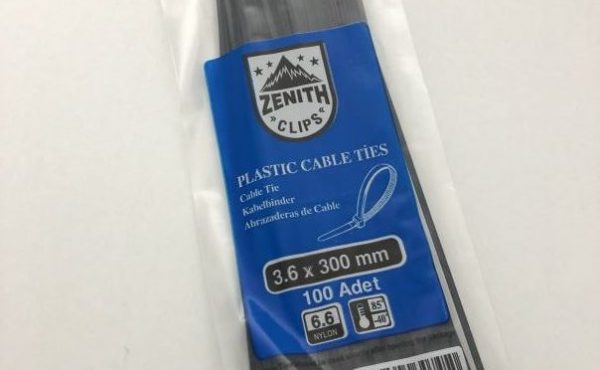 ZENITH
CLIPS
PLASTIC CABLE TİES
Cable Tie
Kabelbinder
Abrazaderas de Cable
3.6 x 300 mm
100 Adet
6.6
NYLON
85°
-40°